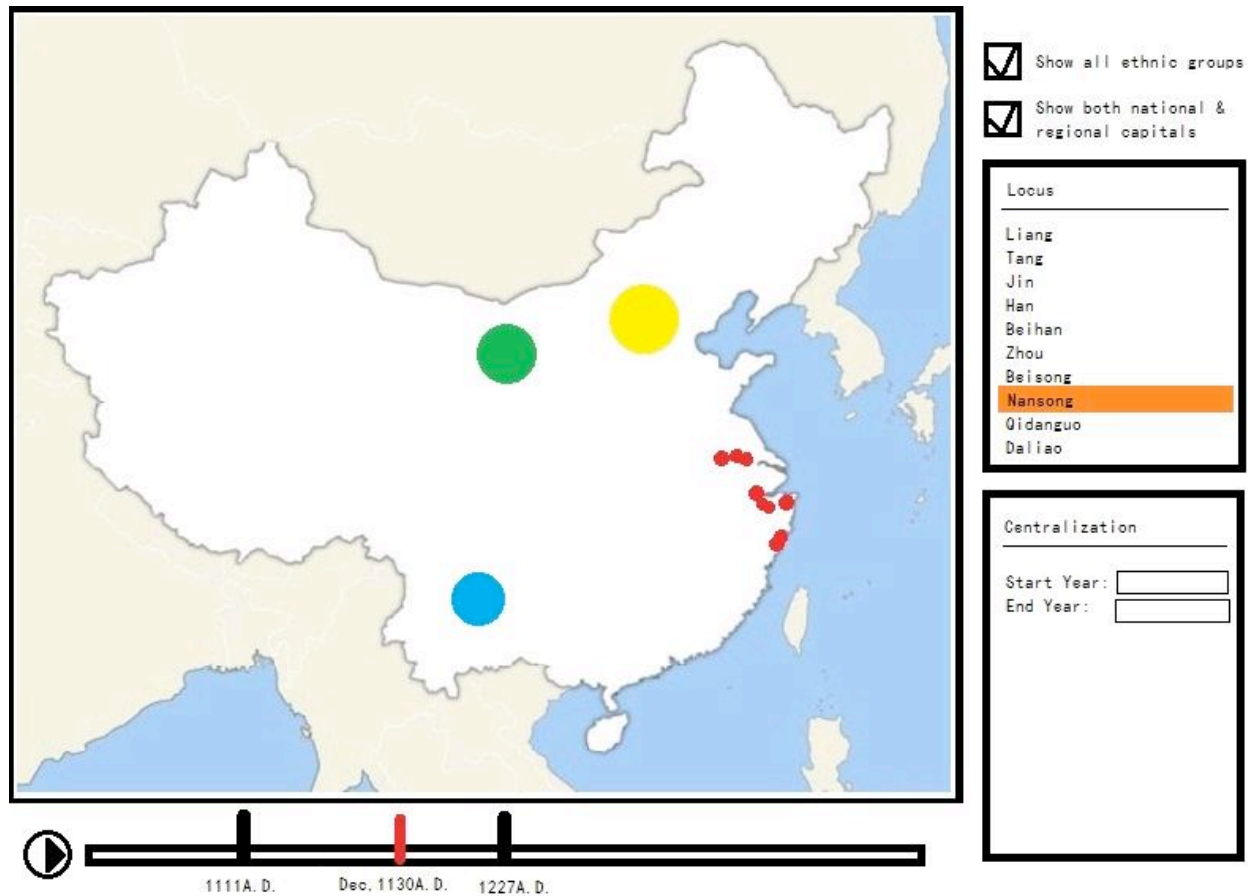 Show all ethnic groups
Show both national &
regional capitals
Locus
Liang
Tang
Jin
Han
Beihan
Zhou
Beisong
Nansong
Qidanguo
Daliao
Centralization
Start Year:
End Year:
1111A.D.
Dec.1130A.D.
1227A.D.